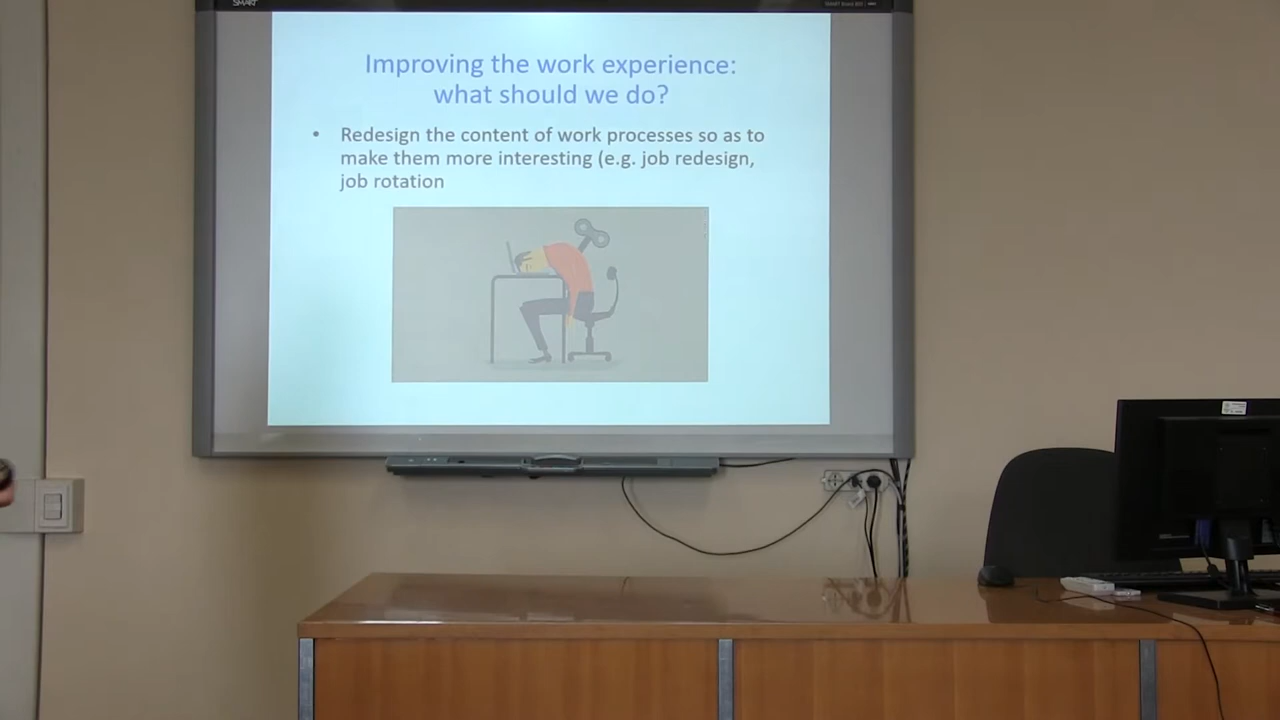 SMART
Improving the work experience:
what should we do?
• Redesign the content of work processes so as to
make them more interesting (e.g. job redesign,
job rotation